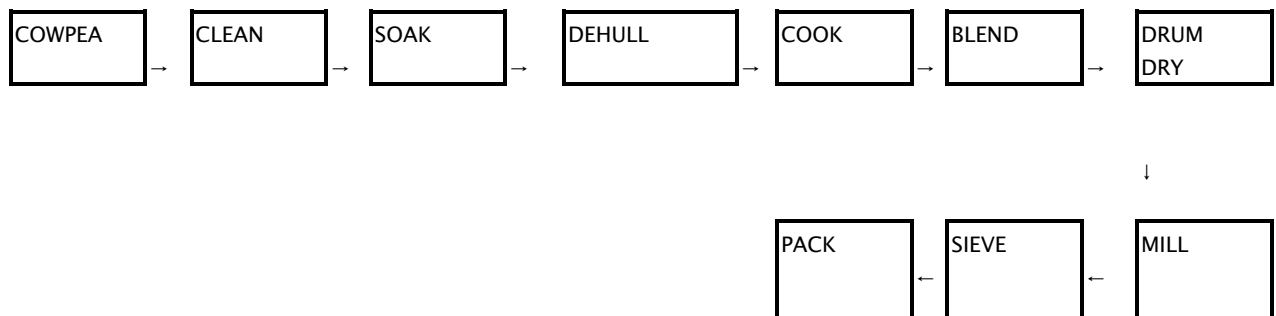 COWPEA → CLEAN → SOAK → DEHULL → COOK → BLEND → DRUM
DRY
↓
PACK ← SIEVE ← MILL